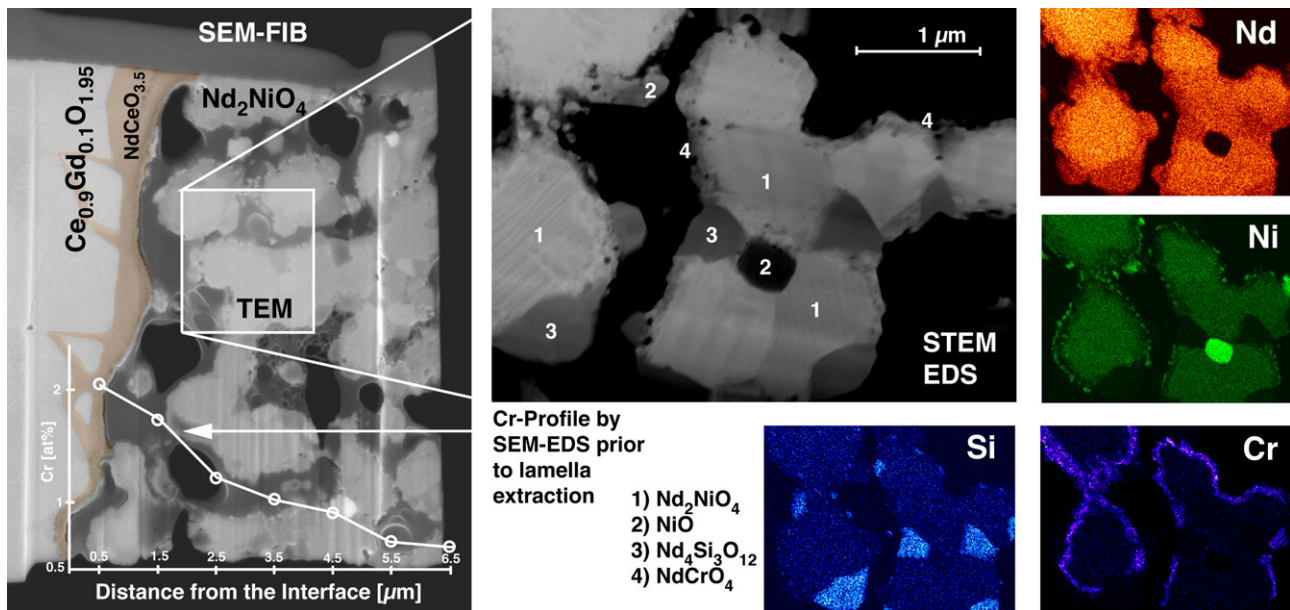 SEM-FIB
Ce0.9Gd0.1O1.95
NdCeO3.5
Nd2NiO4
TEM
Cr [at%]
2
1
0.5
0.5 1.5 2.5 3.5 4.5 5.5 6.5
Distance from the Interface [µm]
1 µm
2
4
4
1
1
3
2
1
3
STEM
EDS
Cr-Profile by
SEM-EDS prior
to lamella
extraction
1) Nd2NiO4
2) NiO
3) Nd4Si3O12
4) NdCrO4
Nd
Ni
Si
Cr